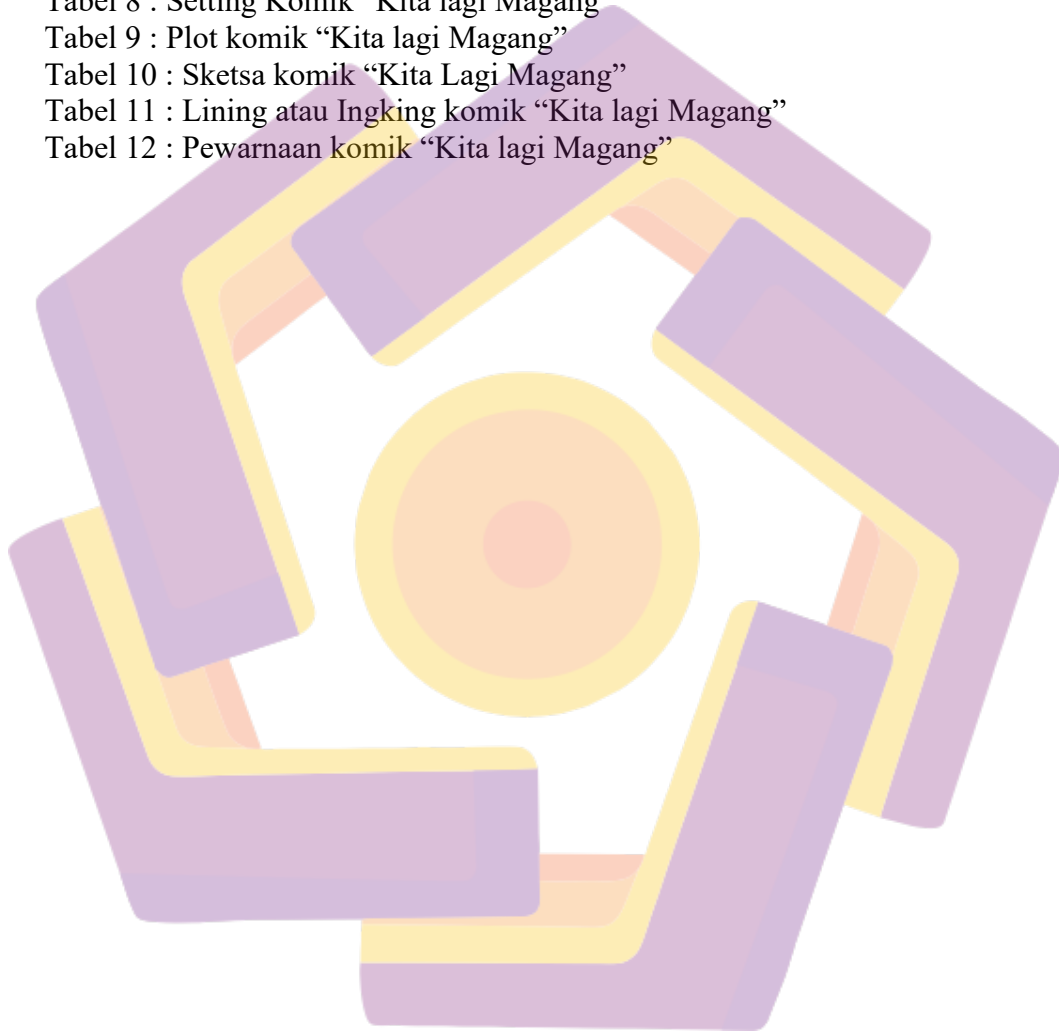 Tabel 8 : Setting Komik “Kita lagi Magang”
Tabel 9 : Plot komik “Kita lagi Magang”
Tabel 10 : Sketsa komik “Kita Lagi Magang”
Tabel 11 : Lining atau Ingking komik “Kita lagi Magang”
Tabel 12 : Pewarnaan komik “Kita lagi Magang”